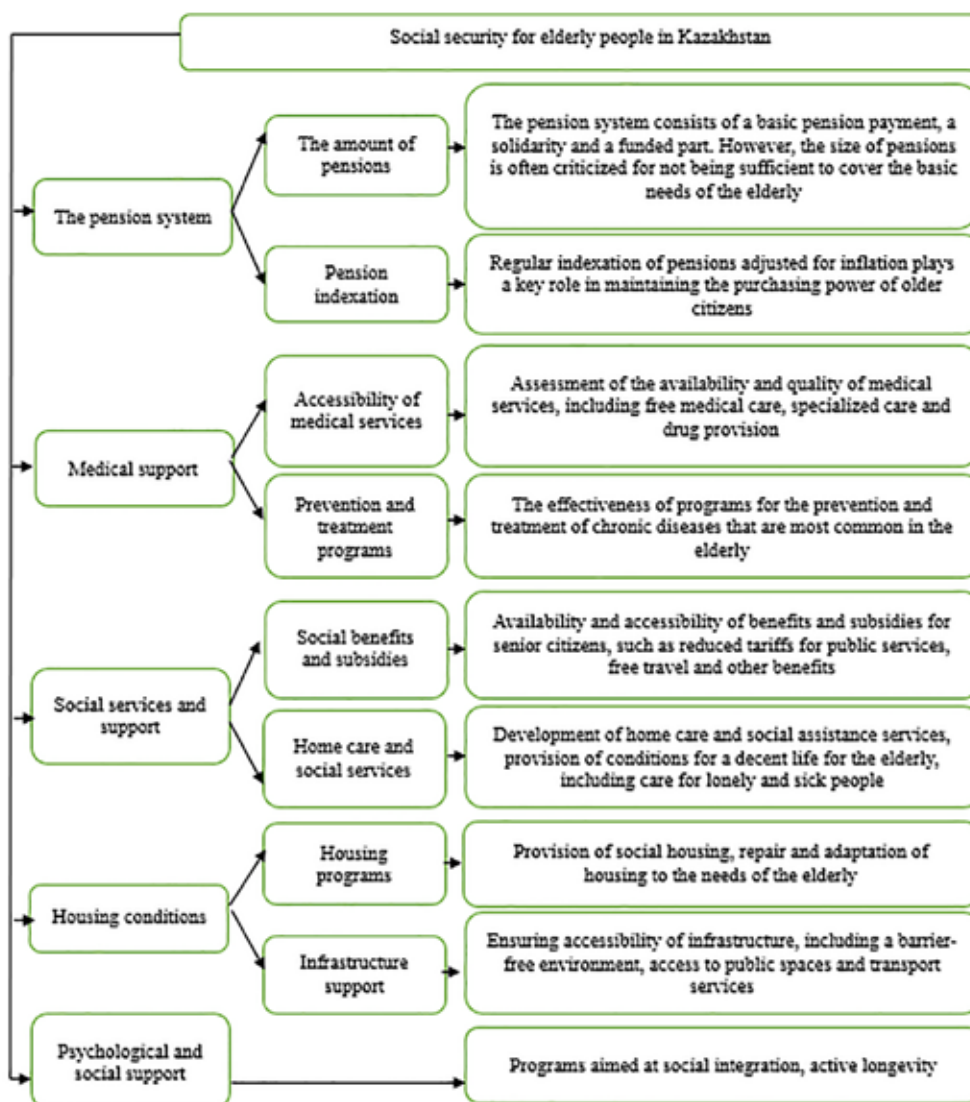 Social security for elderly people in Kazakhstan
The pension system
The amount of
pensions
The pension system consists of a basic pension payment, a
solidarity and a funded part. However, the size of pensions
is often criticized for not being sufficient to cover the basic
needs of the elderly
Pension
indexation
Regular indexation of pensions adjusted for inflation plays
a key role in maintaining the purchasing power of older
citizens
Medical support
Accessibility of
medical services
Assessment of the availability and quality of medical
services, including free medical care, specialized care and
drug provision
Prevention and
treatment
programs
The effectiveness of programs for the prevention and
treatment of chronic diseases that are most common in the
elderly
Social services and
support
Social benefits
and subsidies
Availability and accessibility of benefits and subsidies for
senior citizens, such as reduced tariffs for public services,
free travel and other benefits
Home care and
social services
Development of home care and social assistance services,
provision of conditions for a decent life for the elderly,
including care for lonely and sick people
Housing conditions
Housing
programs
Provision of social housing, repair and adaptation of
housing to the needs of the elderly
Infrastructure
support
Ensuring accessibility of infrastructure, including a barrier-
free environment, access to public spaces and transport
services
Psychological and
social support
Programs aimed at social integration, active longevity